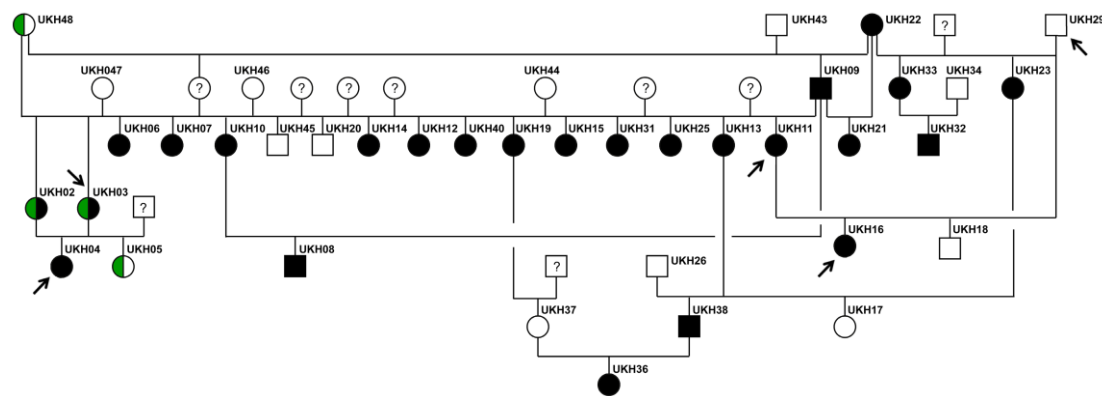 UKH48
UKH43
UKH22
?
UKH29
UKH047
?
UKH46
?
?
?
UKH44
?
?
UKH09
UKH33
UKH34
UKH23
UKH06
UKH07
UKH10
UKH45
UKH20
UKH14
UKH12
UKH40
UKH19
UKH15
UKH31
UKH25
UKH13
UKH11
UKH21
UKH32
UKH02
UKH03
?
UKH04
UKH05
UKH08
UKH16
UKH18
?
UKH26
UKH37
UKH38
UKH17
UKH36